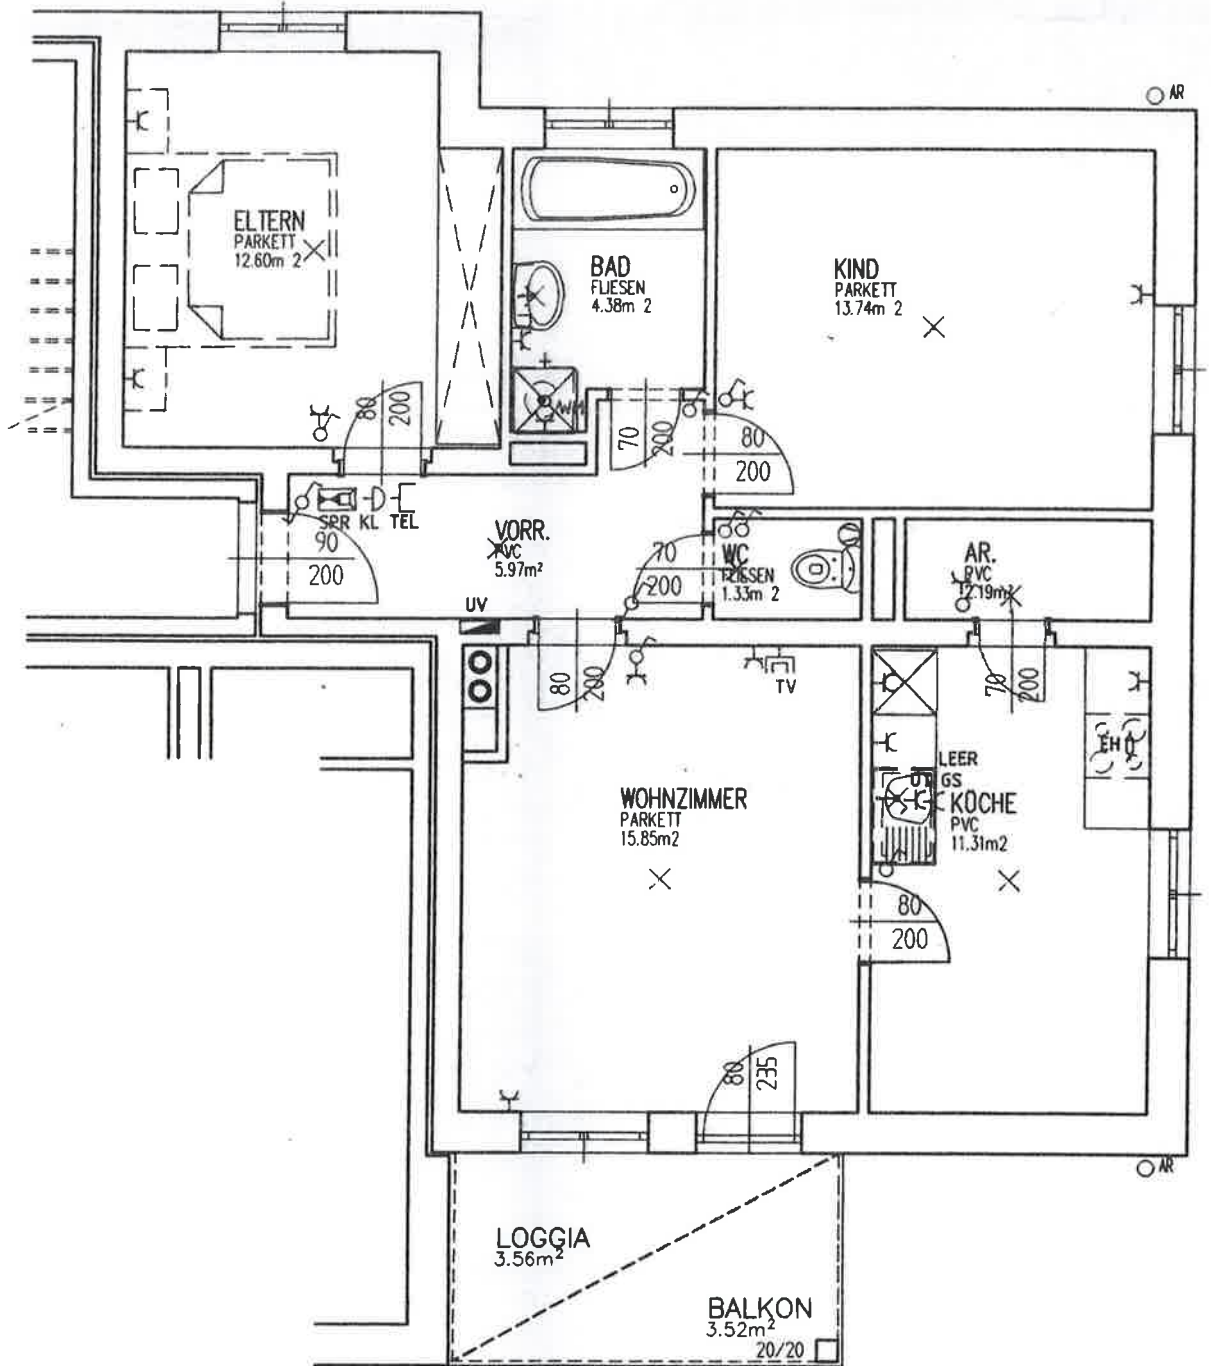 AR
ELTERN
PARKETT
12.60m 2
BAD
FLIESEN
4.38m 2
KIND
PARKETT
13.74m 2
80
200
70
200
80
200
SPR KL TEL
90
200
VORR.
PVC
5.97m²
70
200
WC
FLIESEN
1.33m 2
AR.
PVC
2.19m²
UV
80
200
TV
70
200
EH
LEER
GS
WOHNZIMMER
PARKETT
15.85m2
KÜCHE
PVC
11.31m2
80
200
80
235
AR
LOGGIA
3.56m²
BALKON
3.52m²
20/20